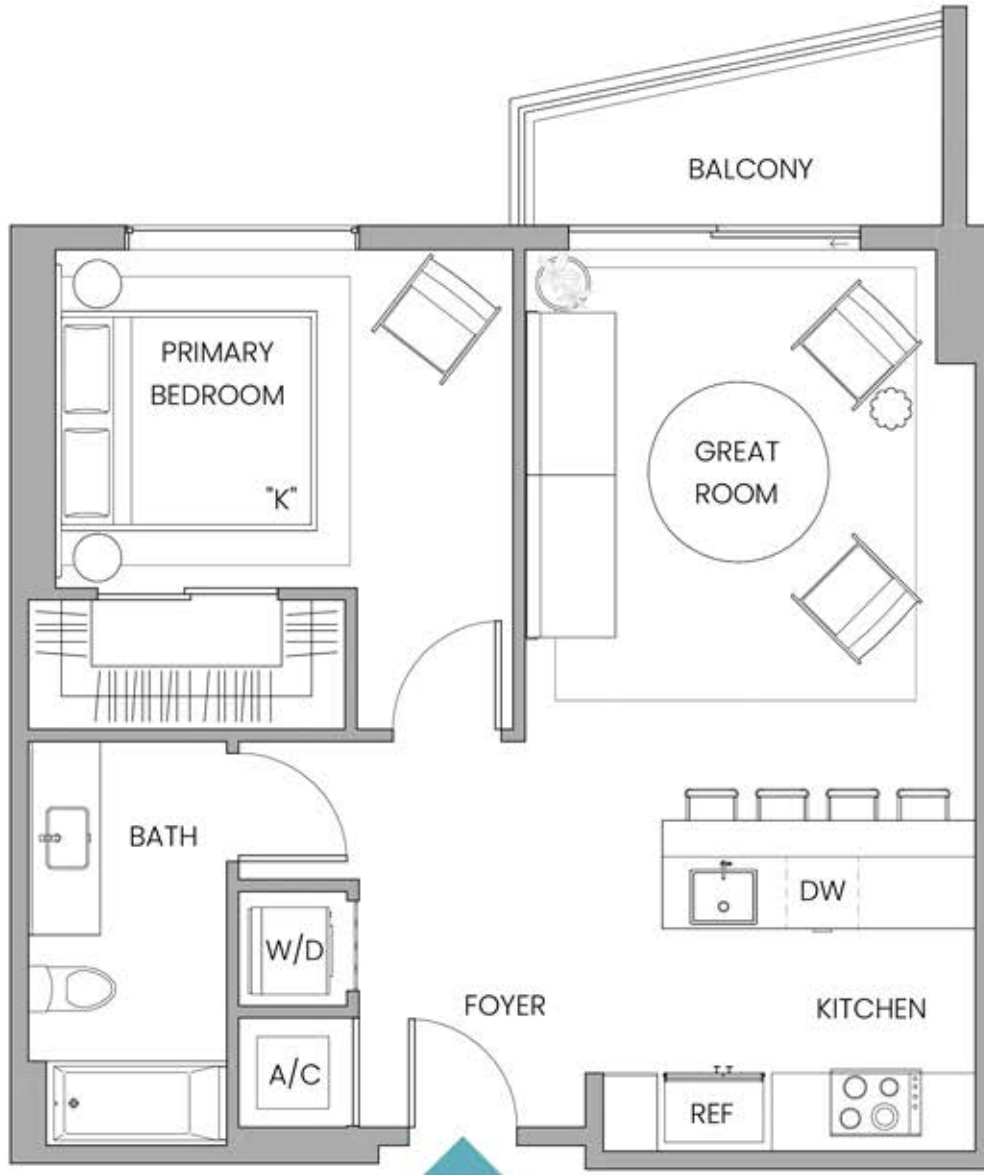 BALCONY
PRIMARY
BEDROOM
"K"
GREAT
ROOM
BATH
DW
W/D
FOYER
KITCHEN
A/C
REF